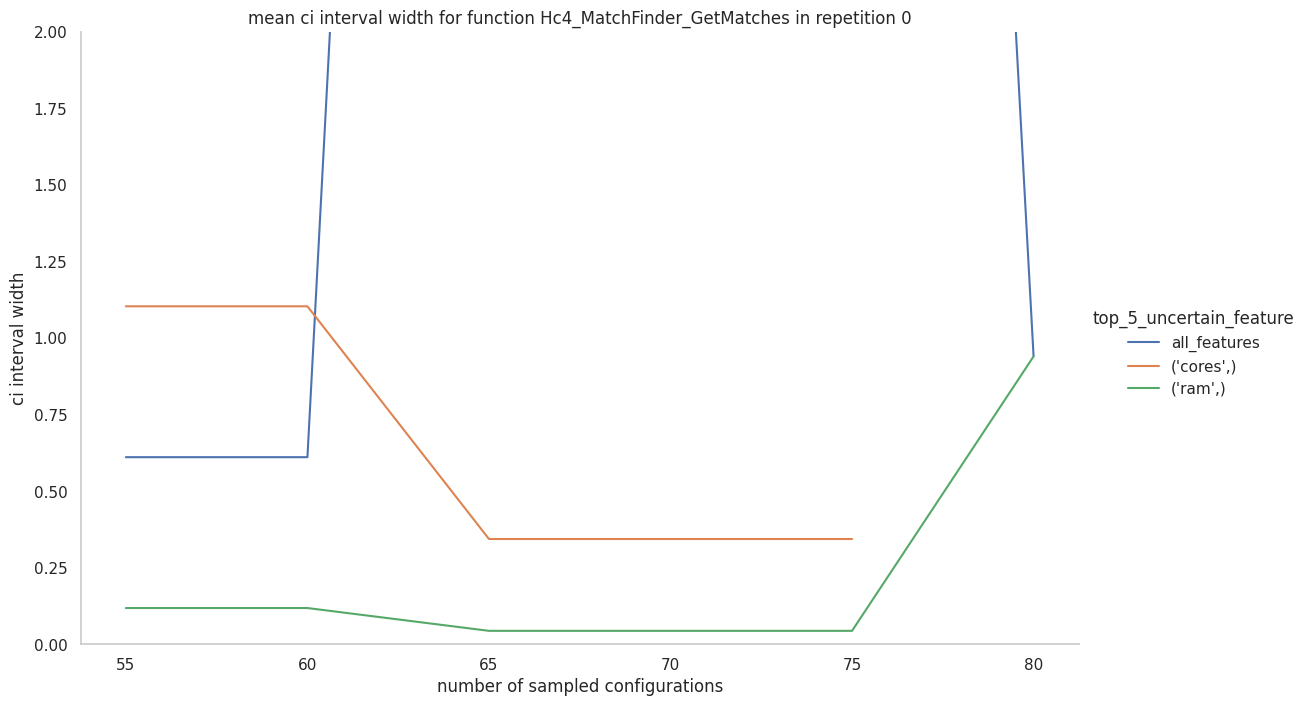 mean ci interval width for function Hc4_MatchFinder_GetMatches in repetition 0
2.00
1.75
1.50
1.25
1.00
0.75
0.50
0.25
0.00
ci interval width
55 60 65 70 75 80
number of sampled configurations
top_5_uncertain_feature
all_features
('cores',)
('ram',)